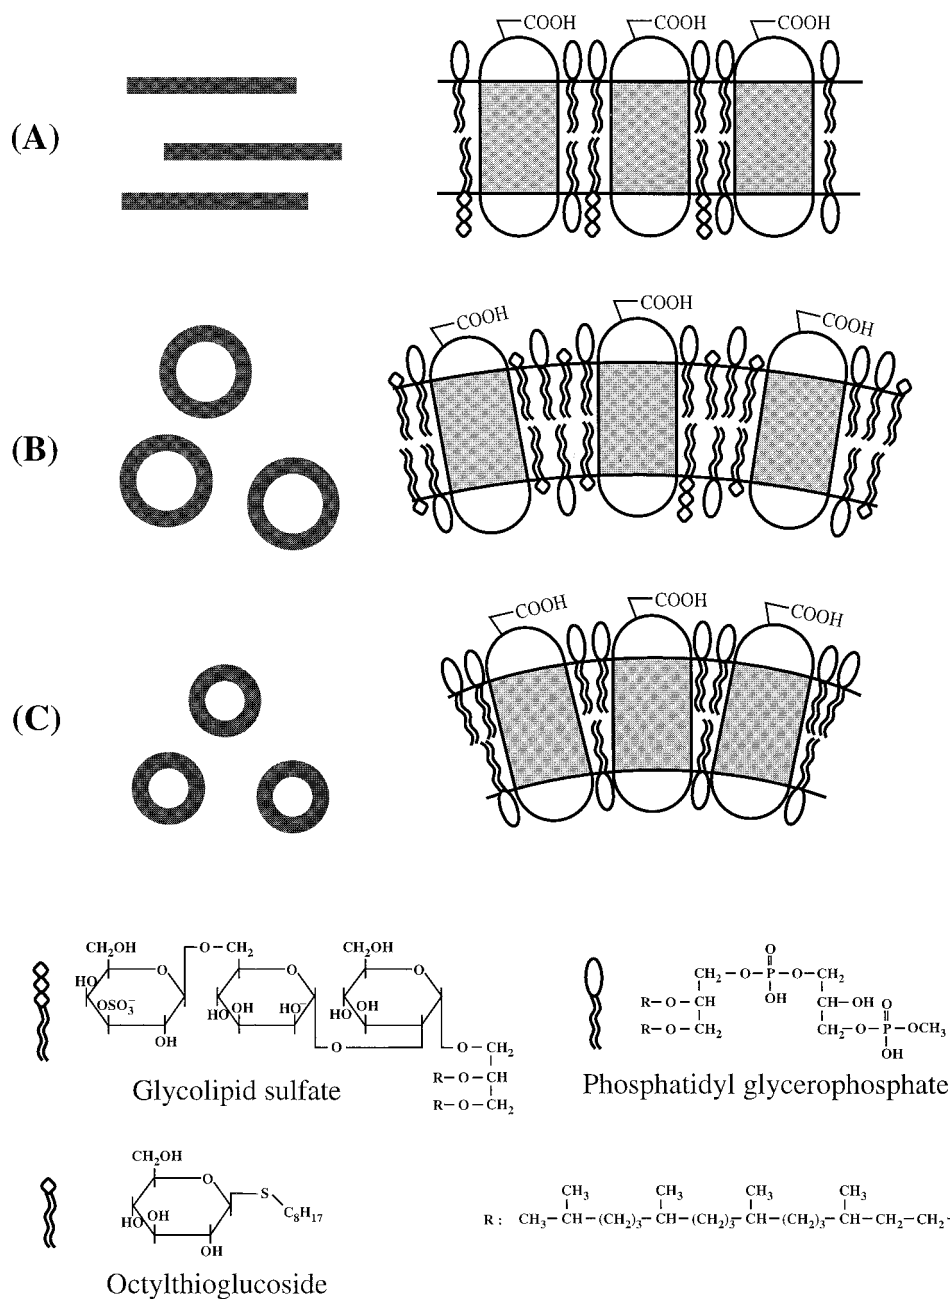 (A)
COOH COOH COOH
(B)
COOH COOH COOH
(C)
COOH COOH COOH
CH2OH O O CH2 O CH2OH O
HO OSO3− OH
HO OH HO−
HO OH
O
O CH2
R O CH
R O CH2
Glycolipid sulfate
O
CH2 O P O CH2
R O CH OH CH OH O
R O CH2 CH2 O P OCH3
OH
Phosphatidyl glycerophosphate
CH2OH
O
S
C8H17
HO OH
OH
Octylthioglucoside
CH3 CH3 CH3 CH3
R : CH3−CH−(CH2)3−CH−(CH2)3−CH−(CH2)3−CH−CH2−CH2−